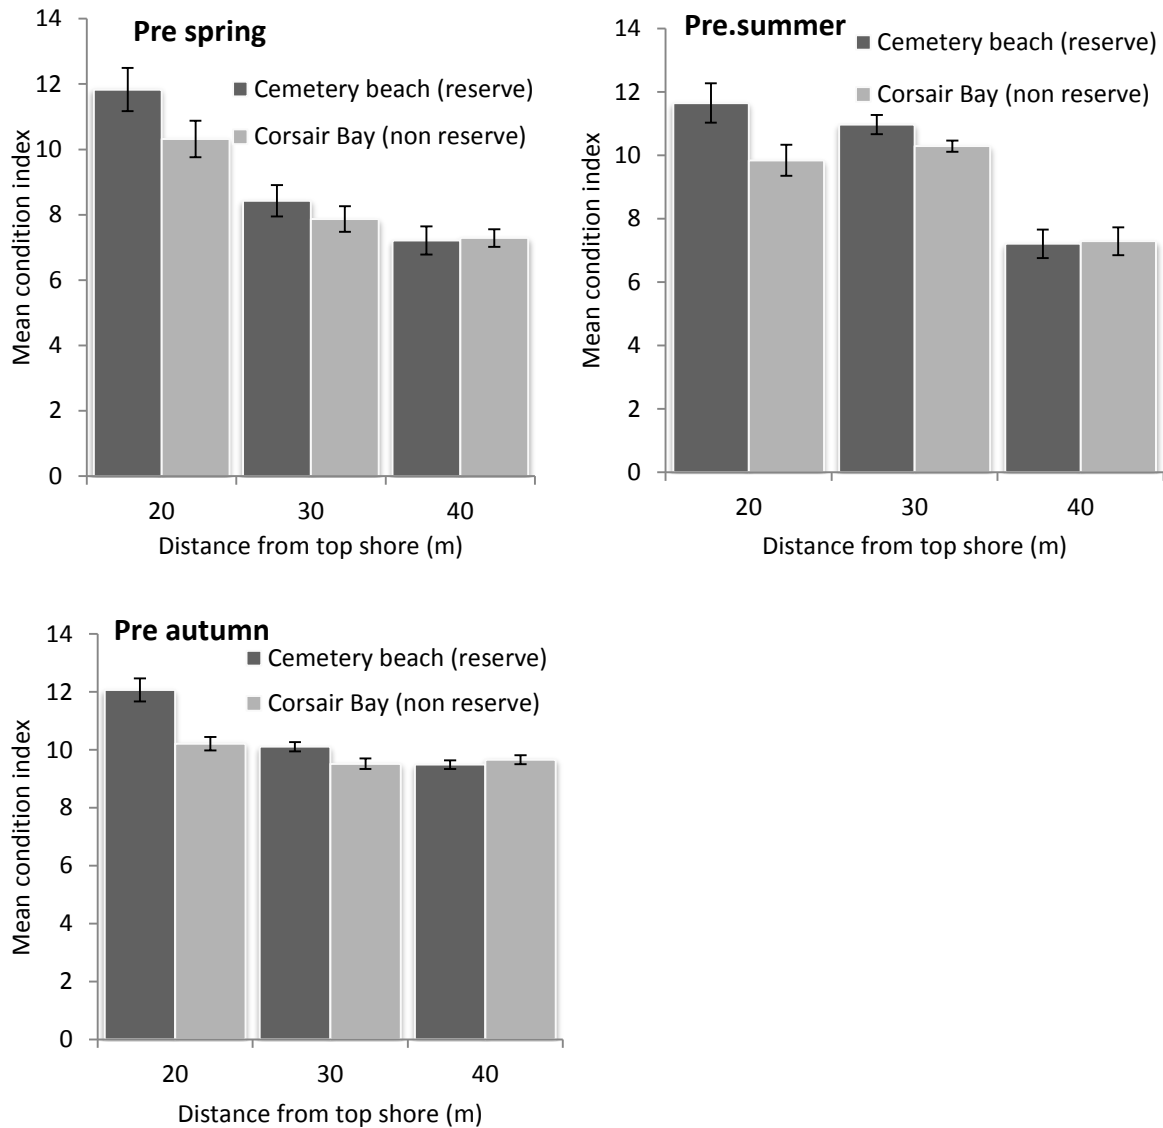 Pre spring
Cemetery beach (reserve)
Corsair Bay (non reserve)
Mean condition index
14
12
10
8
6
4
2
0
20 30 40
Distance from top shore (m)
Pre.summer
Cemetery beach (reserve)
Corsair Bay (non reserve)
Mean condition index
14
12
10
8
6
4
2
0
20 30 40
Distance from top shore (m)
Pre autumn
Cemetery beach (reserve)
Corsair Bay (non reserve)
Mean condition index
14
12
10
8
6
4
2
0
20 30 40
Distance from top shore (m)